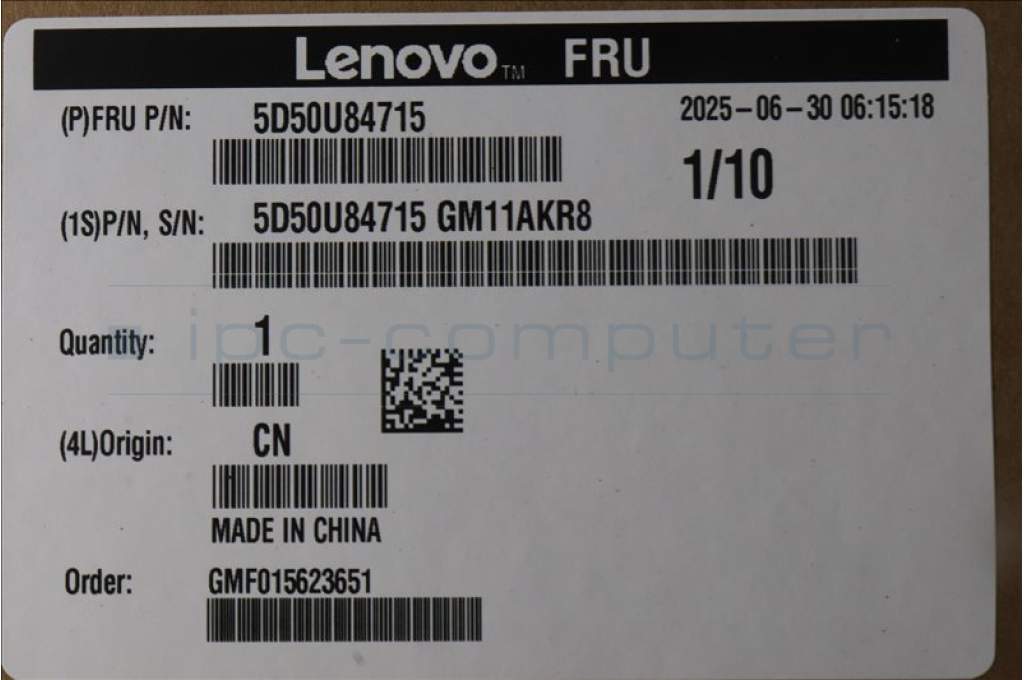 Lenovo™ FRU
(P)FRU P/N: 5D50U84715 2025-06-30 06:15:18
1/10
(1S)P/N, S/N: 5D50U84715 GM11AKR8
Quantity: 1
ipc-computer
(4L)Origin: CN
MADE IN CHINA
Order: GMF015623651